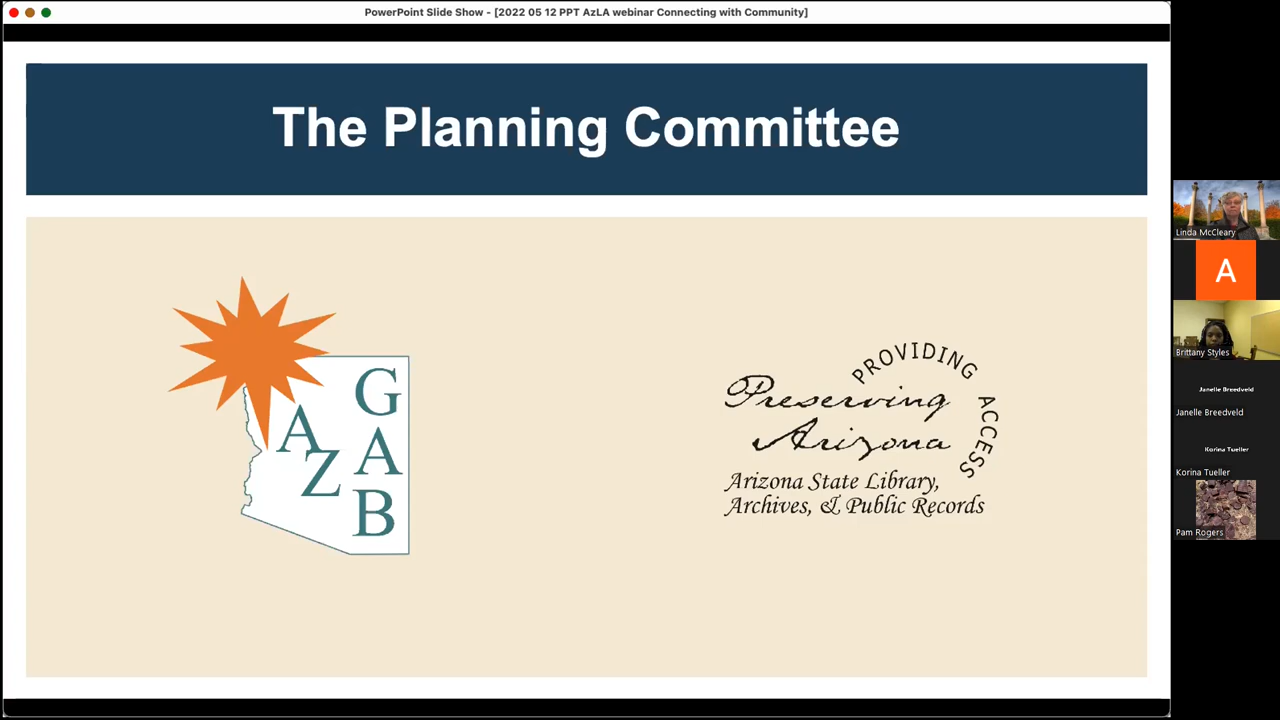 PowerPoint Slide Show - [2022 05 12 PPT AzLA webinar Connecting with Community]
The Planning Committee
AZ
GAB
PROVIDING ACCESS
Preserving
Arizona
Arizona State Library,
Archives, & Public Records
Linda McCleary
A
Brittany Styles
Janelle Breedveld
Janelle Breedveld
Korina Tueller
Korina Tueller
Pam Rogers